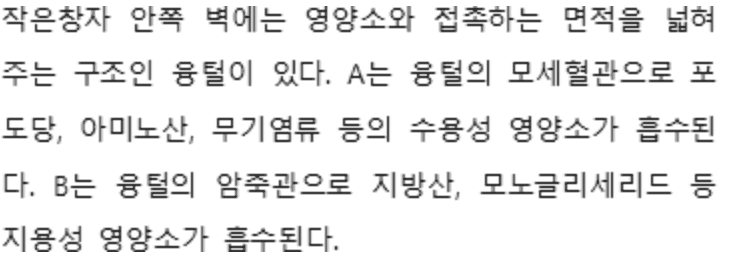 작은창자 안쪽 벽에는 영양소와 접촉하는 면적을 넓혀
주는 구조인 융털이 있다. A는 융털의 모세혈관으로 포
도당, 아미노산, 무기염류 등의 수용성 영양소가 흡수된
다. B는 융털의 암죽관으로 지방산, 모노글리세리드 등
지용성 영양소가 흡수된다.